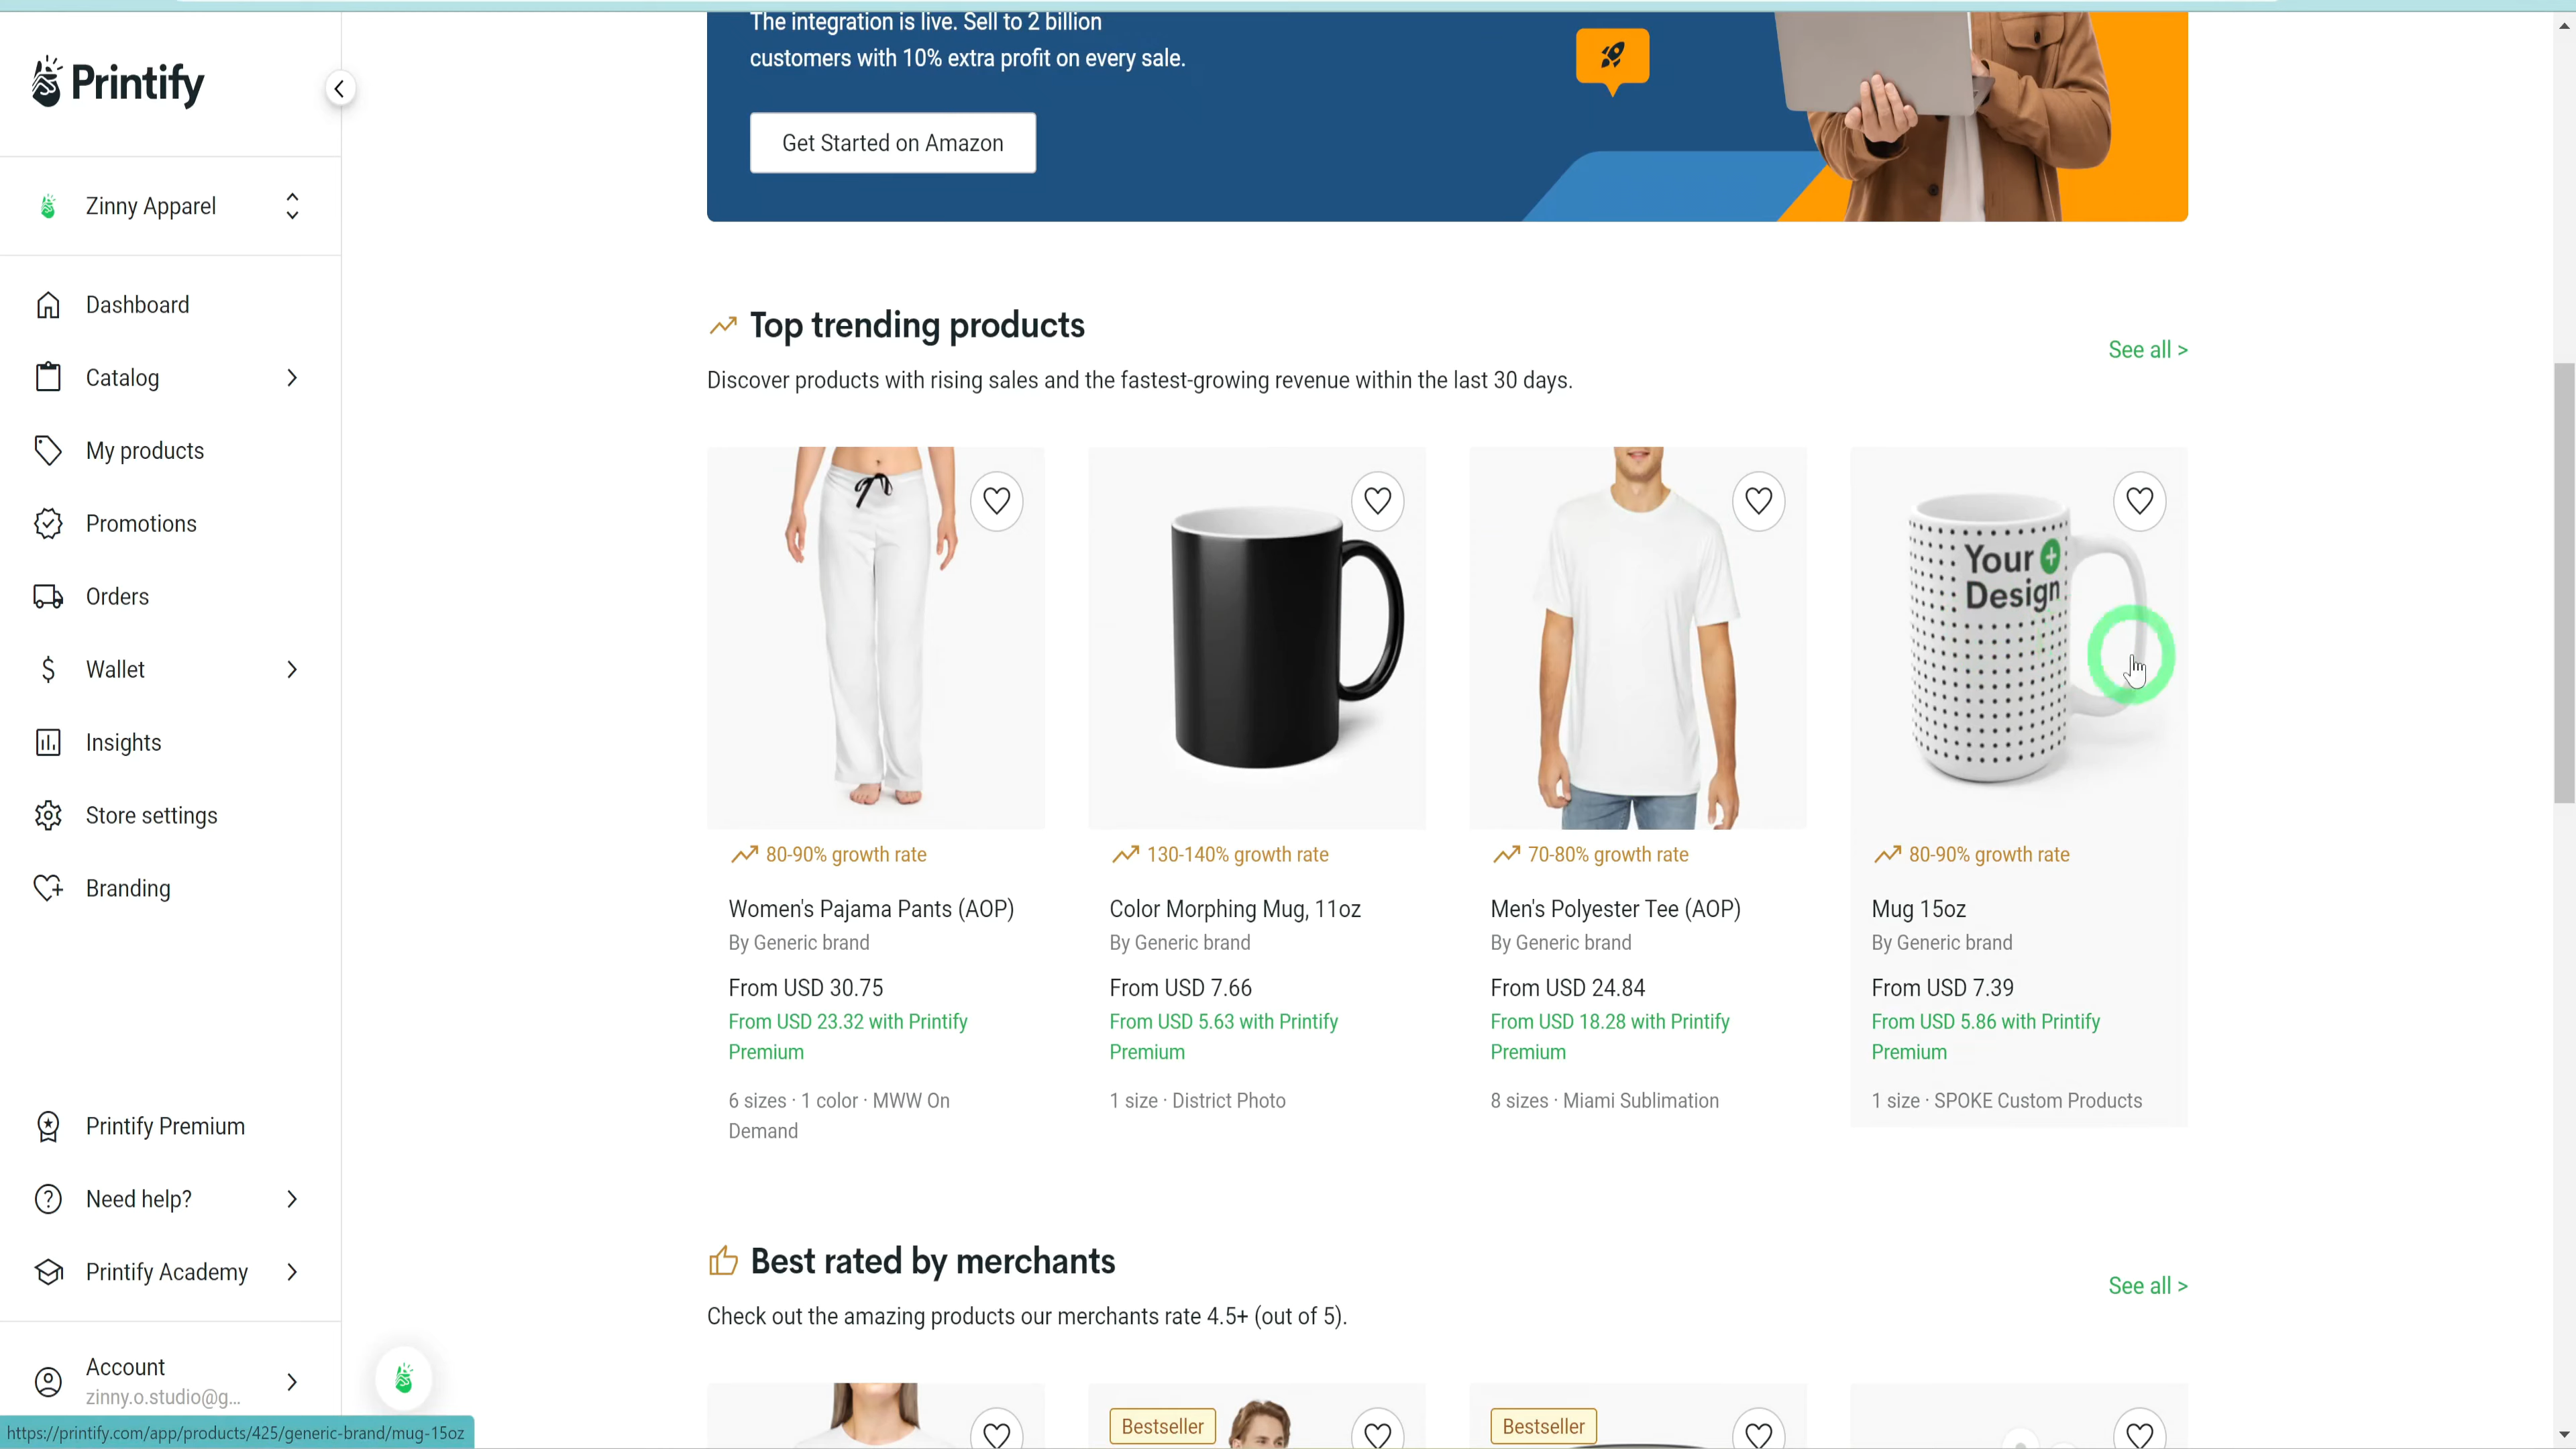 Printify
Zinny Apparel
Dashboard
Catalog
My products
Promotions
Orders
Wallet
Insights
Store settings
Branding
Printify Premium
Need help?
Printify Academy
Account
zinny.o.studio@g...
https://printify.com/app/products/425/generic-brand/mug-15oz
The integration is live. Sell to 2 billion
customers with 10% extra profit on every sale.
Get Started on Amazon
Top trending products
See all >
Discover products with rising sales and the fastest-growing revenue within the last 30 days.
Your
Design
80-90% growth rate
Women's Pajama Pants (AOP)
By Generic brand
From USD 30.75
From USD 23.32 with Printify
Premium
6 sizes · 1 color · MWW On
Demand
130-140% growth rate
Color Morphing Mug, 11oz
By Generic brand
From USD 7.66
From USD 5.63 with Printify
Premium
1 size · District Photo
70-80% growth rate
Men's Polyester Tee (AOP)
By Generic brand
From USD 24.84
From USD 18.28 with Printify
Premium
8 sizes · Miami Sublimation
80-90% growth rate
Mug 15oz
By Generic brand
From USD 7.39
From USD 5.86 with Printify
Premium
1 size · SPOKE Custom Products
Best rated by merchants
See all >
Check out the amazing products our merchants rate 4.5+ (out of 5).
Bestseller
Bestseller